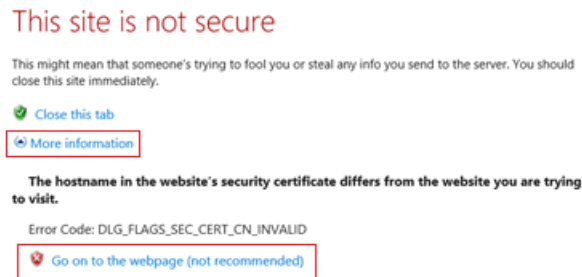 This site is not secure
This might mean that someone's trying to fool you or steal any info you send to the server. You should
close this site immediately.
Close this tab
More information
The hostname in the website's security certificate differs from the website you are trying
to visit.
Error Code: DLG_FLAGS_SEC_CERT_CN_INVALID
Go on to the webpage (not recommended)